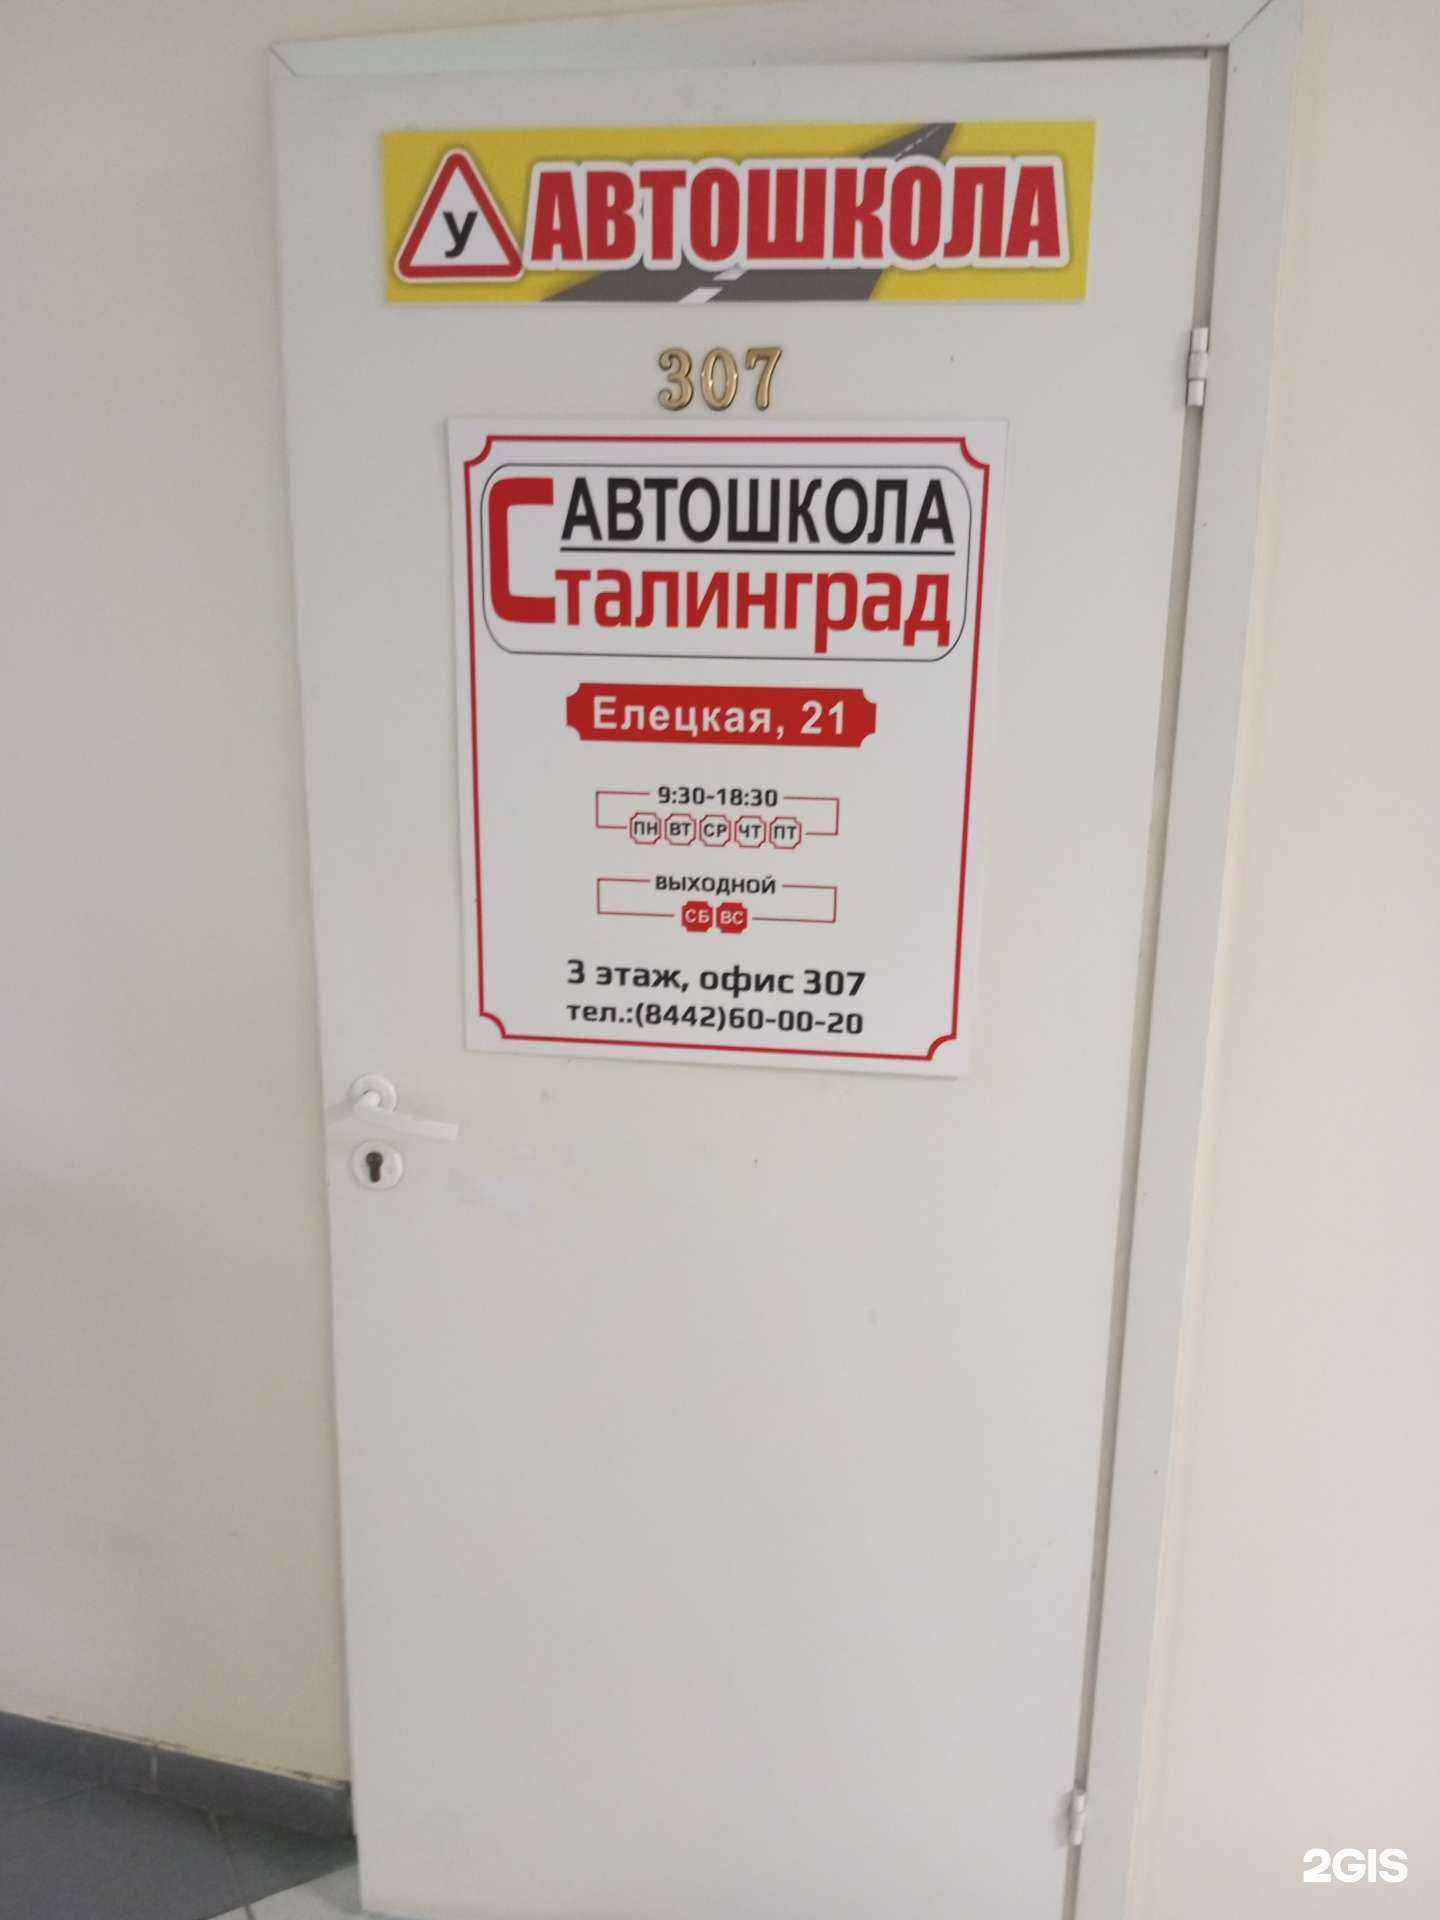 У АВТОШКОЛА
307
АВТОШКОЛА
Сталинград
Елецкая, 21
9:30-18:30
ПН ВТ СР ЧТ ПТ
ВЫХОДНОЙ
СБ ВС
3 этаж, офис 307
тел.:(8442)60-00-20
2GIS